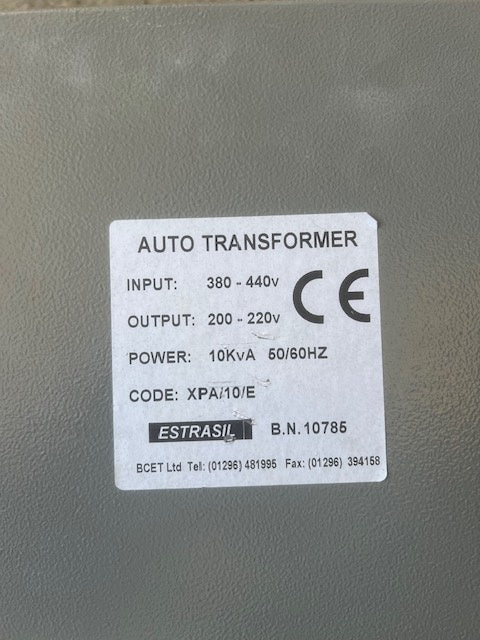 AUTO TRANSFORMER
INPUT: 380 - 440v
OUTPUT: 200 - 220v
POWER: 10KvA 50/60HZ
CODE: XPA/10/E
CE
ESTRASIL B.N. 10785
BCET Ltd Tel: (01296) 481995 Fax: (01296) 394158